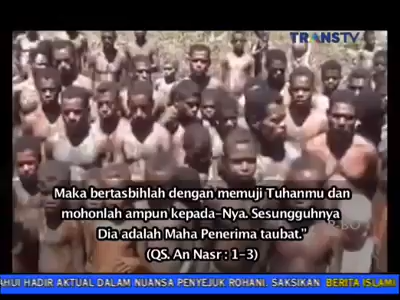 TRANSTV
Maka bertasbihlah dengan memuji Tuhanmu dan
mohonlah ampun kepada-Nya. Sesungguhnya
Dia adalah Maha Penerima taubat."
(QS. An Nasr : 1-3)
AHUI HADIR AKTUAL DALAM NUANSA PENYEJUK ROHANI. SAKSIKAN BERITA ISLAMI